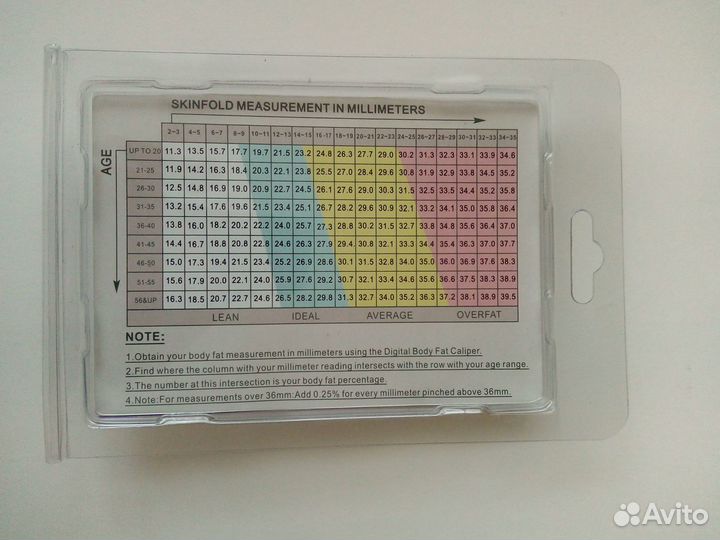 SKINFOLD MEASUREMENT IN MILLIMETERS
AGE
2-3 4-5 6-7 8-9 10-11 12-13 14-15 16-17 18-19 20-21 22-23 24-25 26-27 28-29 30-31 32-33 34-35
UP TO 20 11.3 13.5 15.7 17.7 19.7 21.5 23.2 24.8 26.3 27.7 29.0 30.2 31.3 32.3 33.1 33.9 34.6
21-25 11.9 14.2 16.3 18.4 20.3 22.1 23.8 25.5 27.0 28.4 29.6 30.8 31.9 32.9 33.8 34.5 35.2
26-30 12.5 14.8 16.9 19.0 20.9 22.7 24.5 26.1 27.6 29.0 30.3 31.5 32.5 33.5 34.4 35.2 35.8
31-35 13.2 15.4 17.6 19.6 21.5 23.4 25.1 26.7 28.2 29.6 30.9 32.1 33.2 34.1 35.0 35.8 36.4
36-40 13.8 16.0 18.2 20.2 22.2 24.0 25.7 27.3 28.8 30.2 31.5 32.7 33.8 34.8 35.6 36.4 37.0
41-45 14.4 16.7 18.8 20.8 22.8 24.6 26.3 27.9 29.4 30.8 32.1 33.3 34.4 35.4 36.3 37.0 37.7
46-50 15.0 17.3 19.4 21.5 23.4 25.2 26.9 28.6 30.1 31.5 32.8 34.0 35.0 36.0 36.9 37.6 38.3
51-55 15.6 17.9 20.0 22.1 24.0 25.9 27.6 29.2 30.7 32.1 33.4 34.6 35.6 36.6 37.5 38.3 38.9
56&UP 16.3 18.5 20.7 22.7 24.6 26.5 28.2 29.8 31.3 32.7 34.0 35.2 36.3 37.2 38.1 38.9 39.5
LEAN IDEAL AVERAGE OVERFAT
NOTE:
1.Obtain your body fat measurement in millimeters using the Digital Body Fat Caliper.
2.Find where the column with your millimeter reading intersects with the row with your age range.
3.The number at this intersection is your body fat percentage.
4.Note:For measurements over 36mm:Add 0.25% for every millimeter pinched above 36mm.
Avito